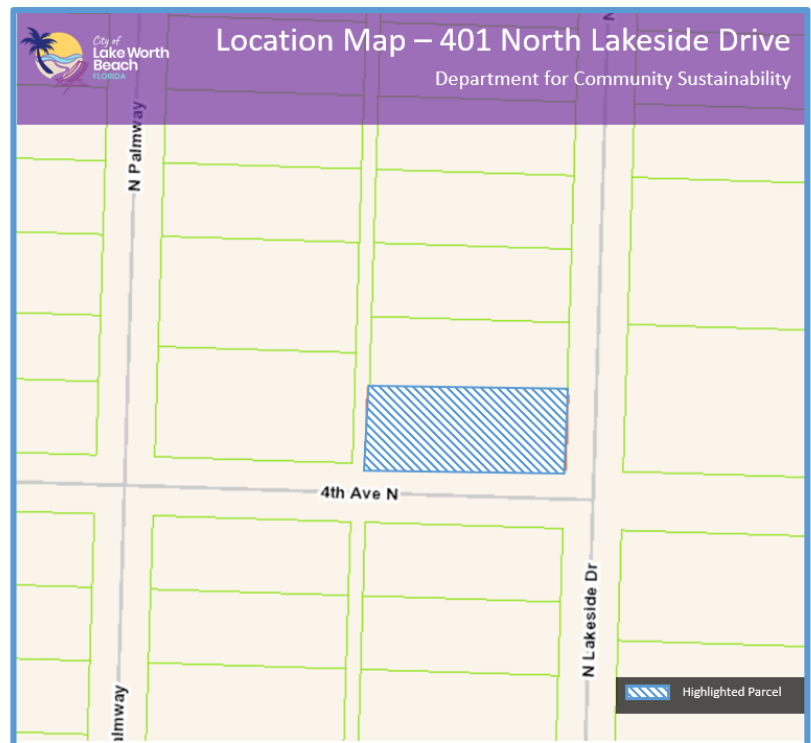 City of
Lake Worth
Beach
FLORIDA
Location Map – 401 North Lakeside Drive
Department for Community Sustainability
N
N Palmway
4th Ave N
N Lakeside Dr
almway
Highlighted Parcel